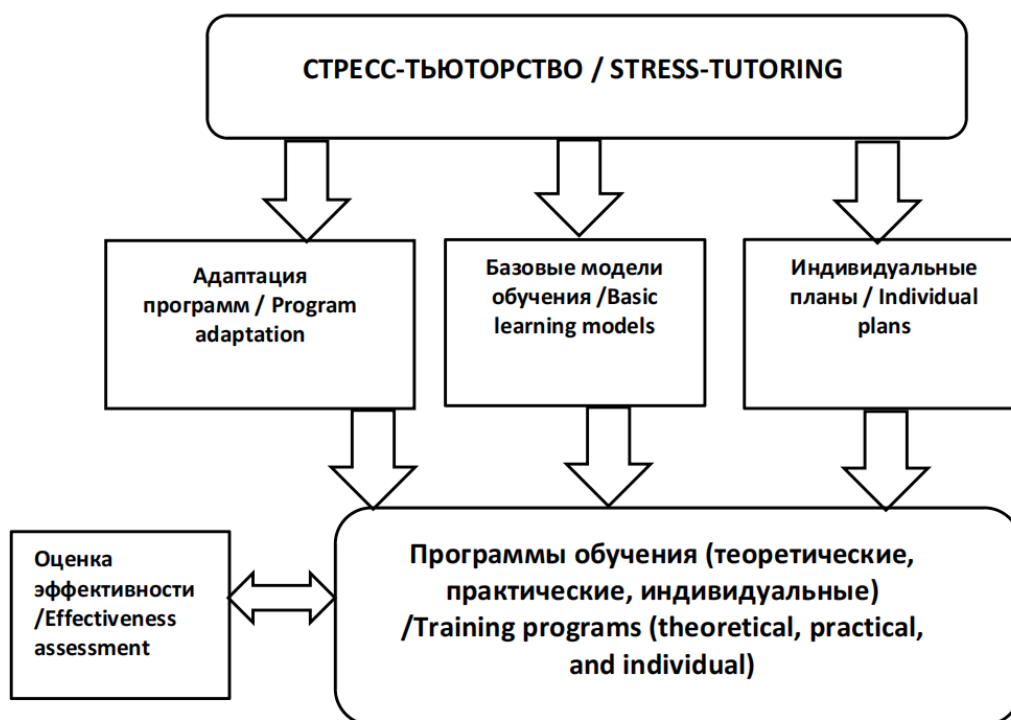 СТРЕСС-ТЬЮТОРСТВО / STRESS-TUTORING
Адаптация
программ / Program
adaptation
Базовые модели
обучения /Basic
learning models
Индивидуальные
планы / Individual
plans
Оценка
эффективности
/Effectiveness
assessment
Программы обучения (теоретические,
практические, индивидуальные)
/Training programs (theoretical, practical,
and individual)